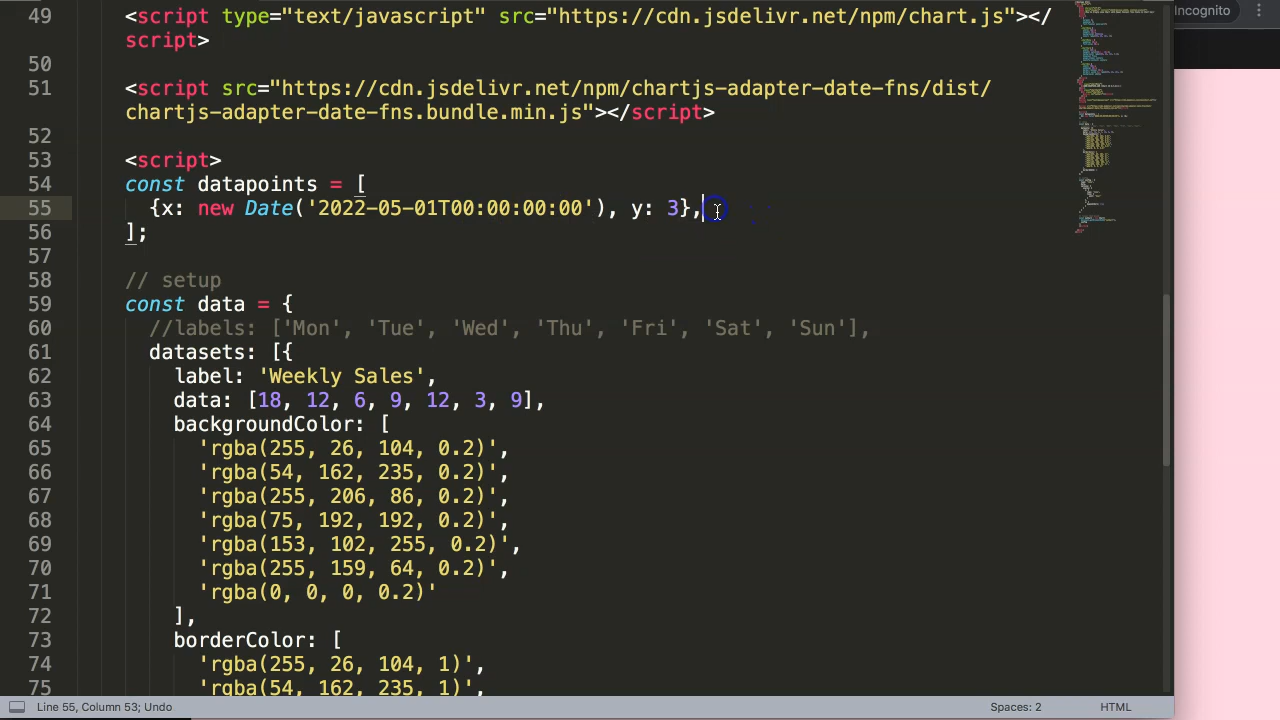 Incognito
49 <script type="text/javascript" src="https://cdn.jsdelivr.net/npm/chart.js"></
script>
50
51 <script src="https://cdn.jsdelivr.net/npm/chartjs-adapter-date-fns/dist/
chartjs-adapter-date-fns.bundle.min.js"></script>
52
53 <script>
54 const datapoints = [
55 {x: new Date('2022-05-01T00:00:00:00'), y: 3},
56 ];
57
58 // setup
59 const data = {
60 //labels: ['Mon', 'Tue', 'Wed', 'Thu', 'Fri', 'Sat', 'Sun'],
61 datasets: [{
62 label: 'Weekly Sales',
63 data: [18, 12, 6, 9, 12, 3, 9],
64 backgroundColor: [
65 'rgba(255, 26, 104, 0.2)',
66 'rgba(54, 162, 235, 0.2)',
67 'rgba(255, 206, 86, 0.2)',
68 'rgba(75, 192, 192, 0.2)',
69 'rgba(153, 102, 255, 0.2)',
70 'rgba(255, 159, 64, 0.2)',
71 'rgba(0, 0, 0, 0.2)'
72 ],
73 borderColor: [
74 'rgba(255, 26, 104, 1)',
75 'rgba(54, 162, 235, 1)',
Line 55, Column 53; Undo
Spaces: 2
HTML